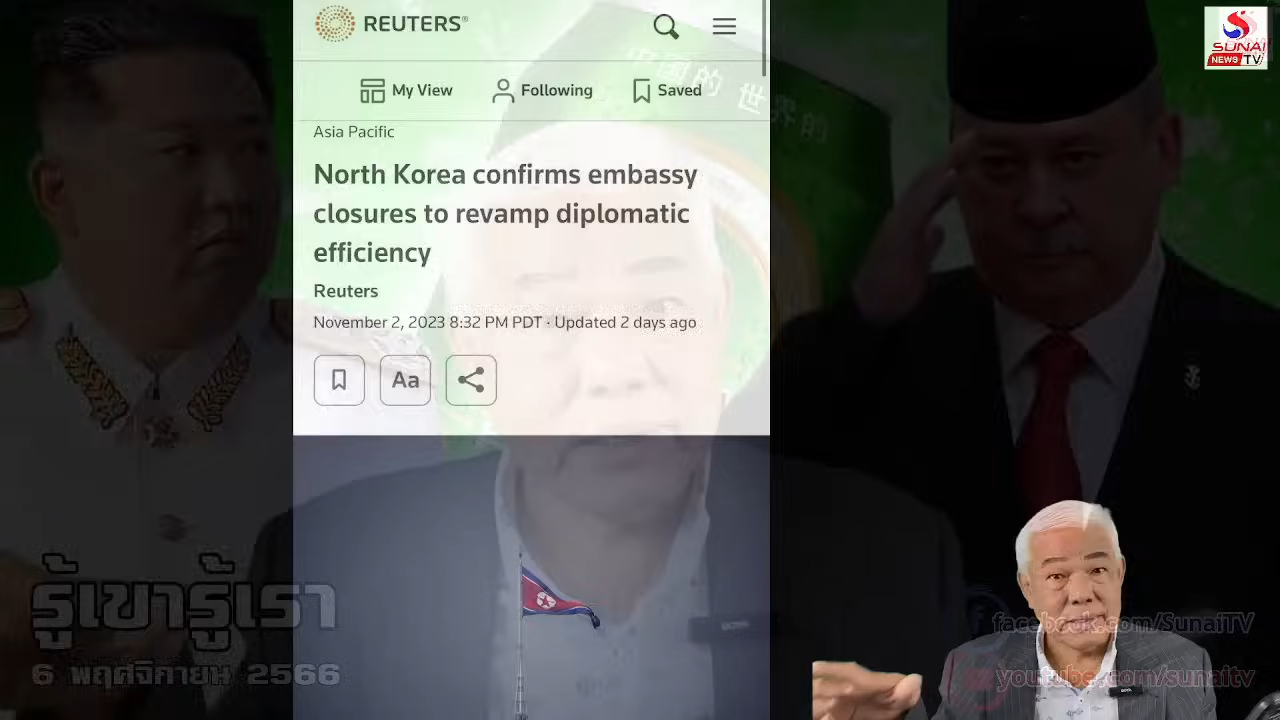 REUTERS®
SUNAI
NEWS TV
My View
Following
Saved
Asia Pacific
North Korea confirms embassy
closures to revamp diplomatic
efficiency
Reuters
November 2, 2023 8:32 PM PDT · Updated 2 days ago
Aa
รู้เขารู้เรา
6 พฤศจิกายน 2566
facebook.com/SunaiTV
youtube.com/sunaitv